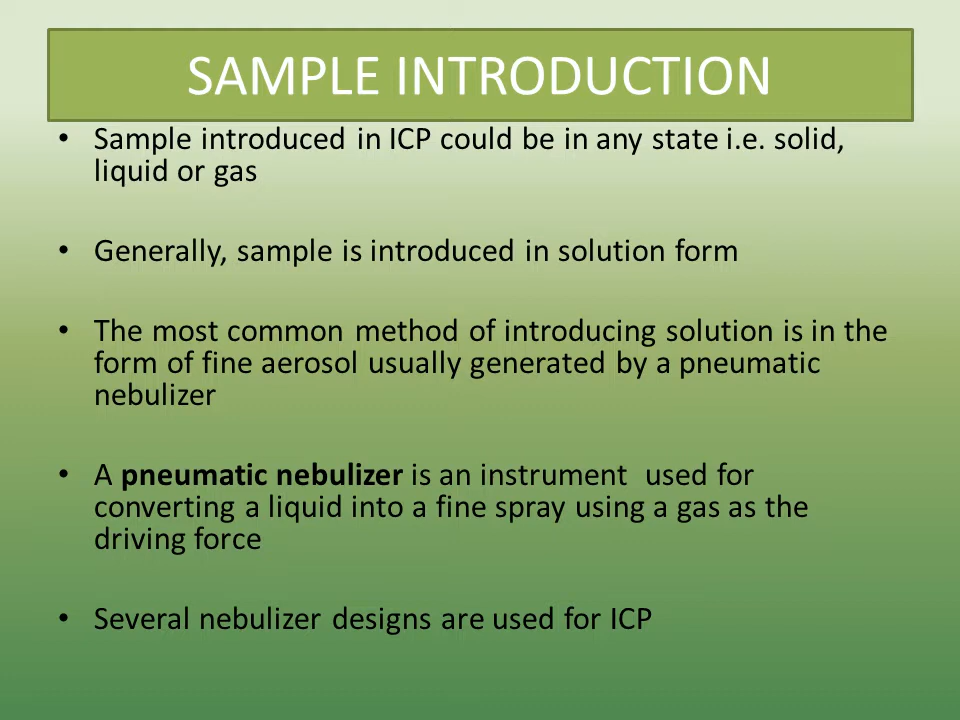 SAMPLE INTRODUCTION
• Sample introduced in ICP could be in any state i.e. solid,
liquid or gas
• Generally, sample is introduced in solution form
• The most common method of introducing solution is in the
form of fine aerosol usually generated by a pneumatic
nebulizer
• A pneumatic nebulizer is an instrument  used for
converting a liquid into a fine spray using a gas as the
driving force
• Several nebulizer designs are used for ICP